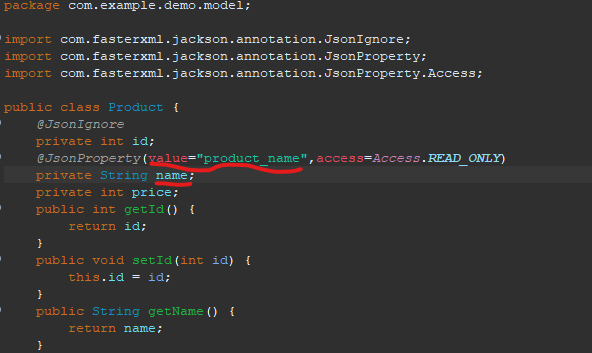 package com.example.demo.model;
import com.fasterxml.jackson.annotation.JsonIgnore;
import com.fasterxml.jackson.annotation.JsonProperty;
import com.fasterxml.jackson.annotation.JsonProperty.Access;
public class Product {
@JsonIgnore
private int id;
@JsonProperty(value="product_name",access=Access.READ_ONLY)
private String name;
private int price;
public int getId() {
return id;
}
public void setId(int id) {
this.id = id;
}
public String getName() {
return name;
}